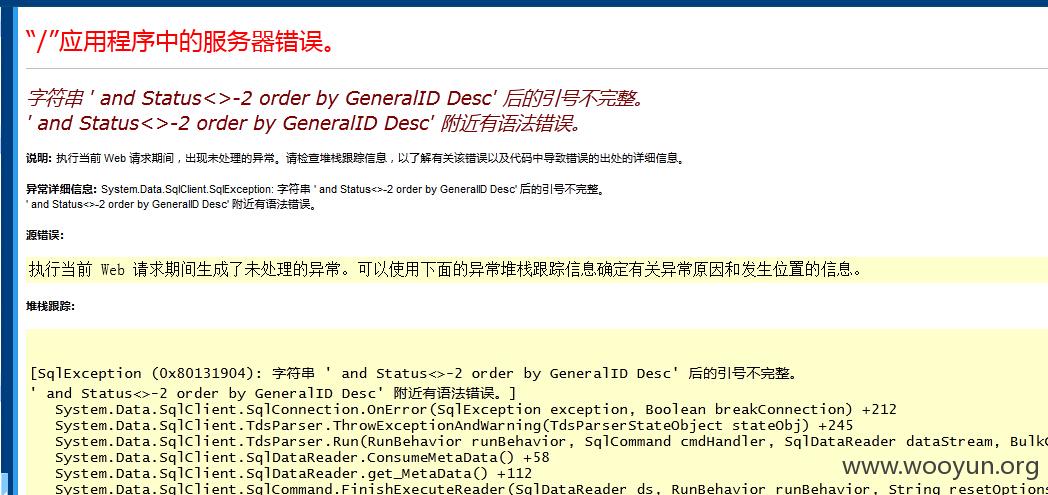 “/”应用程序中的服务器错误。
字符串 ' and Status<>-2 order by GeneralID Desc' 后的引号不完整。
' and Status<>-2 order by GeneralID Desc' 附近有语法错误。
说明: 执行当前 Web 请求期间，出现未处理的异常。请检查堆栈跟踪信息，以了解有关该错误以及代码中导致错误的出处的详细信息。
异常详细信息: System.Data.SqlClient.SqlException: 字符串 ' and Status<>-2 order by GeneralID Desc' 后的引号不完整。
' and Status<>-2 order by GeneralID Desc' 附近有语法错误。
源错误:
执行当前 Web 请求期间生成了未处理的异常。可以使用下面的异常堆栈跟踪信息确定有关异常原因和发生位置的信息。
堆栈跟踪:
[SqlException (0x80131904): 字符串 ' and Status<>-2 order by GeneralID Desc' 后的引号不完整。
' and Status<>-2 order by GeneralID Desc' 附近有语法错误。]
System.Data.SqlClient.SqlConnection.OnError(SqlException exception, Boolean breakConnection) +212
System.Data.SqlClient.TdsParser.ThrowExceptionAndWarning(TdsParserStateObject stateObj) +245
System.Data.SqlClient.TdsParser.Run(RunBehavior runBehavior, SqlCommand cmdHandler, SqlDataReader dataStream,
System.Data.SqlClient.SqlDataReader.ConsumeMetaData() +58
System.Data.SqlClient.SqlDataReader.get_MetaData() +112
System.Data.SqlClient.SqlCommand.FinishExecuteReader(SqlDataReader ds, RunBehavior runBehavior, String resetOptions
www.wooyun.org